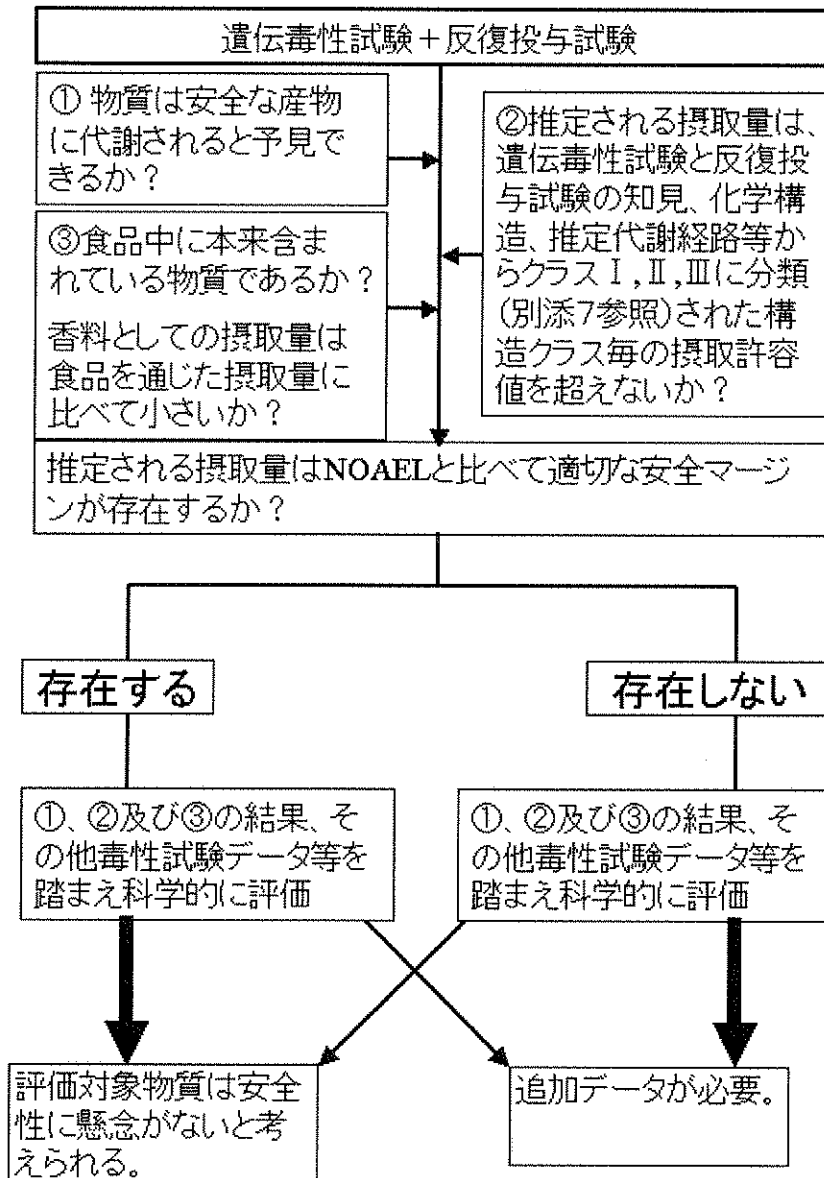 遺伝毒性試験＋反復投与試験
① 物質は安全な産物
に代謝されると予見で
きるか？
②推定される摂取量は、
遺伝毒性試験と反復投
与試験の知見、化学構
造、推定代謝経路等か
らクラスⅠ,Ⅱ,Ⅲに分類
（別添7参照）された構
造クラス毎の摂取許容
値を超えないか？
③食品中に本来含ま
れている物質であるか？
香料としての摂取量は
食品を通じた摂取量に
比べて小さいか？
推定される摂取量はNOAELと比べて適切な安全マージ
ンが存在するか？
存在する
存在しない
①、②及び③の結果、そ
の他毒性試験データ等を
踏まえ科学的に評価
①、②及び③の結果、そ
の他毒性試験データ等を
踏まえ科学的に評価
評価対象物質は安全
性に懸念がないと考
えられる。
追加データが必要。